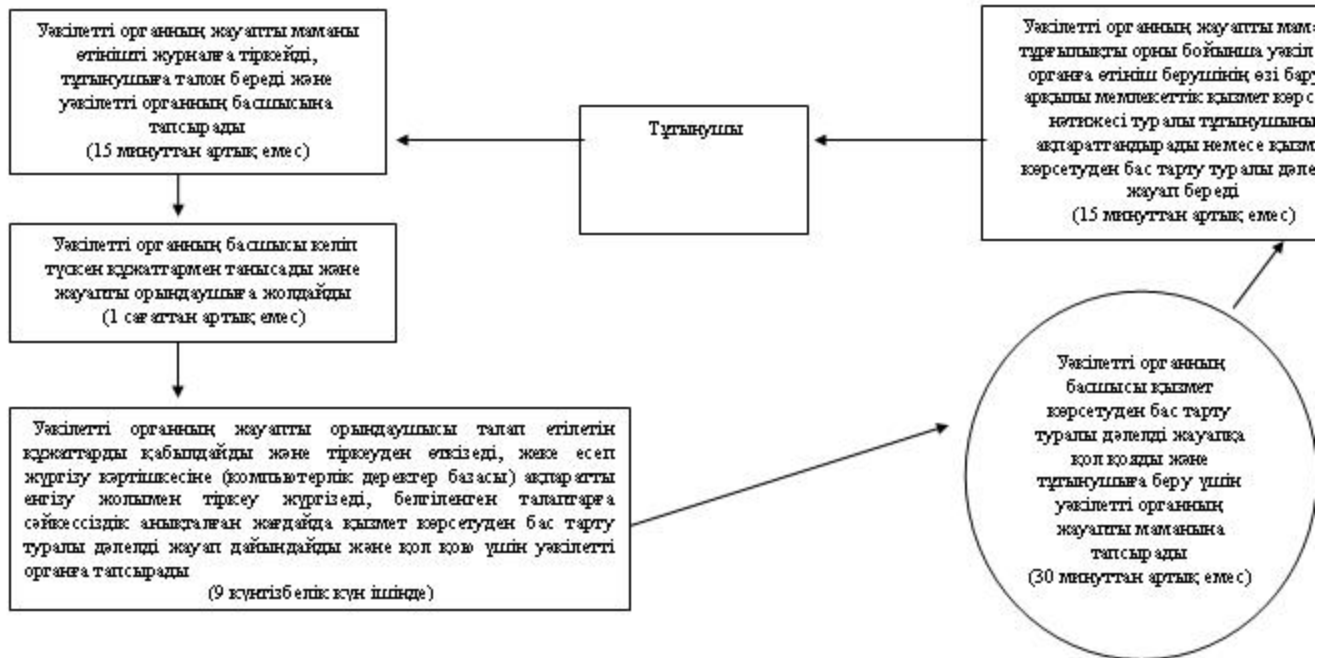 Уәкілетті органның жауапты маманы
өтінішті журналға тіркейді,
тұтынушыға талон береді және
уәкілетті органның басшысына
тапсырады
(15 минуттан артық емес)
Тұтынушы
Уәкілетті органның жауапты мам
тұрғылықты орны бойынша уәкіл
органға өтініш берушінің өзі бару
арқылы мемлекеттік қызмет көрс
нәтижесі туралы тұтынушыны
ақпараттандырады немесе қызм
көрсетуден бас тарту туралы дәле
жауап береді
(15 минуттан артық емес)
Уәкілетті органның басшысы келіп
түскен құжаттармен танысады және
жауапты орындаушыға жолдайды
(1 сағаттан артық емес)
Уәкілетті органның жауапты орындаушысы талап етілетін
құжаттарды қабылдайды және тіркеуден өткізеді, жеке есеп
жүргізу кәртішкесіне (компьютерлік деректер базасы) ақпаратты
енгізу жолымен тіркеу жүргізеді, белгіленген талаптарға
сәйкессіздік анықталған жағдайда қызмет көрсетуден бас тарту
туралы дәлелді жауап дайындайды және қол қою үшін уәкілетті
органға тапсырады
(9 күнтізбелік күн ішінде)
Уәкілетті органның
басшысы қызмет
көрсетуден бас тарту
туралы дәлелді жауапқа
қол қояды және
тұтынушыға беру үшін
уәкілетті органның
жауапты маманына
тапсырады
(30 минуттан артық емес)